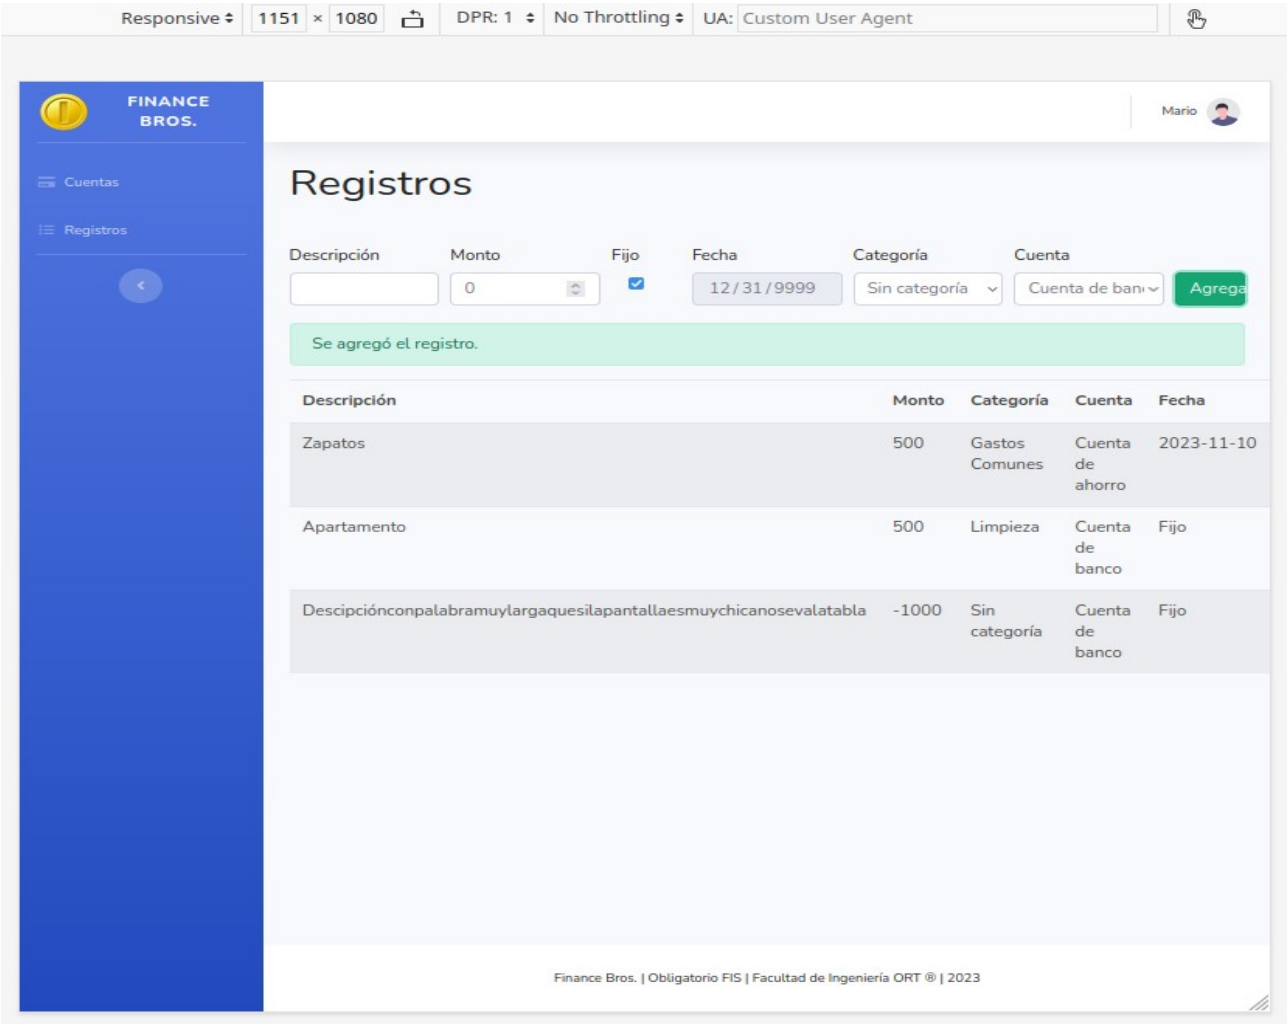 Responsive 1151 × 1080 DPR: 1 No Throttling UA: Custom User Agent
FINANCE
BROS.
Mario
Cuentas
Registros
Registros
Descripción Monto Fijo Fecha Categoría Cuenta
0 12/31/9999 Sin categoría Cuenta de ban Agrega
Se agregó el registro.
Descripción Monto Categoría Cuenta Fecha
Zapatos 500 Gastos Cuenta 2023-11-10
Comunes de
ahorro
Apartamento 500 Limpieza Cuenta Fijo
de
banco
Descipciónconpalabramuylargaquesilapantallaesmuychicanosevalatabla -1000 Sin Cuenta Fijo
categoría de
banco
Finance Bros. | Obligatorio FIS | Facultad de Ingeniería ORT ® | 2023